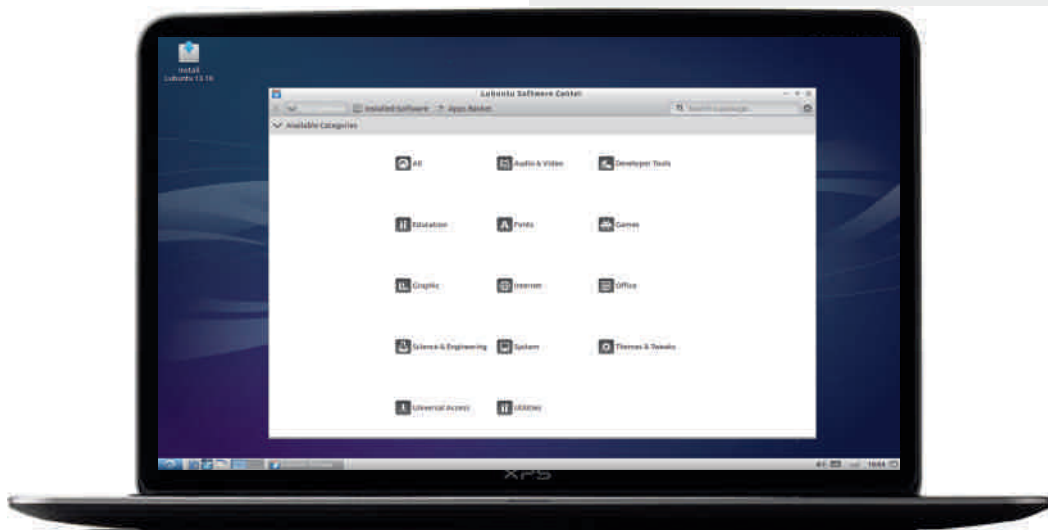 Install
Lubuntu 13.10
Lubuntu Software Center
Installed Software Apps Basket
Available Categories
All Audio & Video Developer Tools
Education Fonts Games
Graphic Internet Office
Science & Engineering System Themes & Tweaks
Universal Access Utilities
XPS